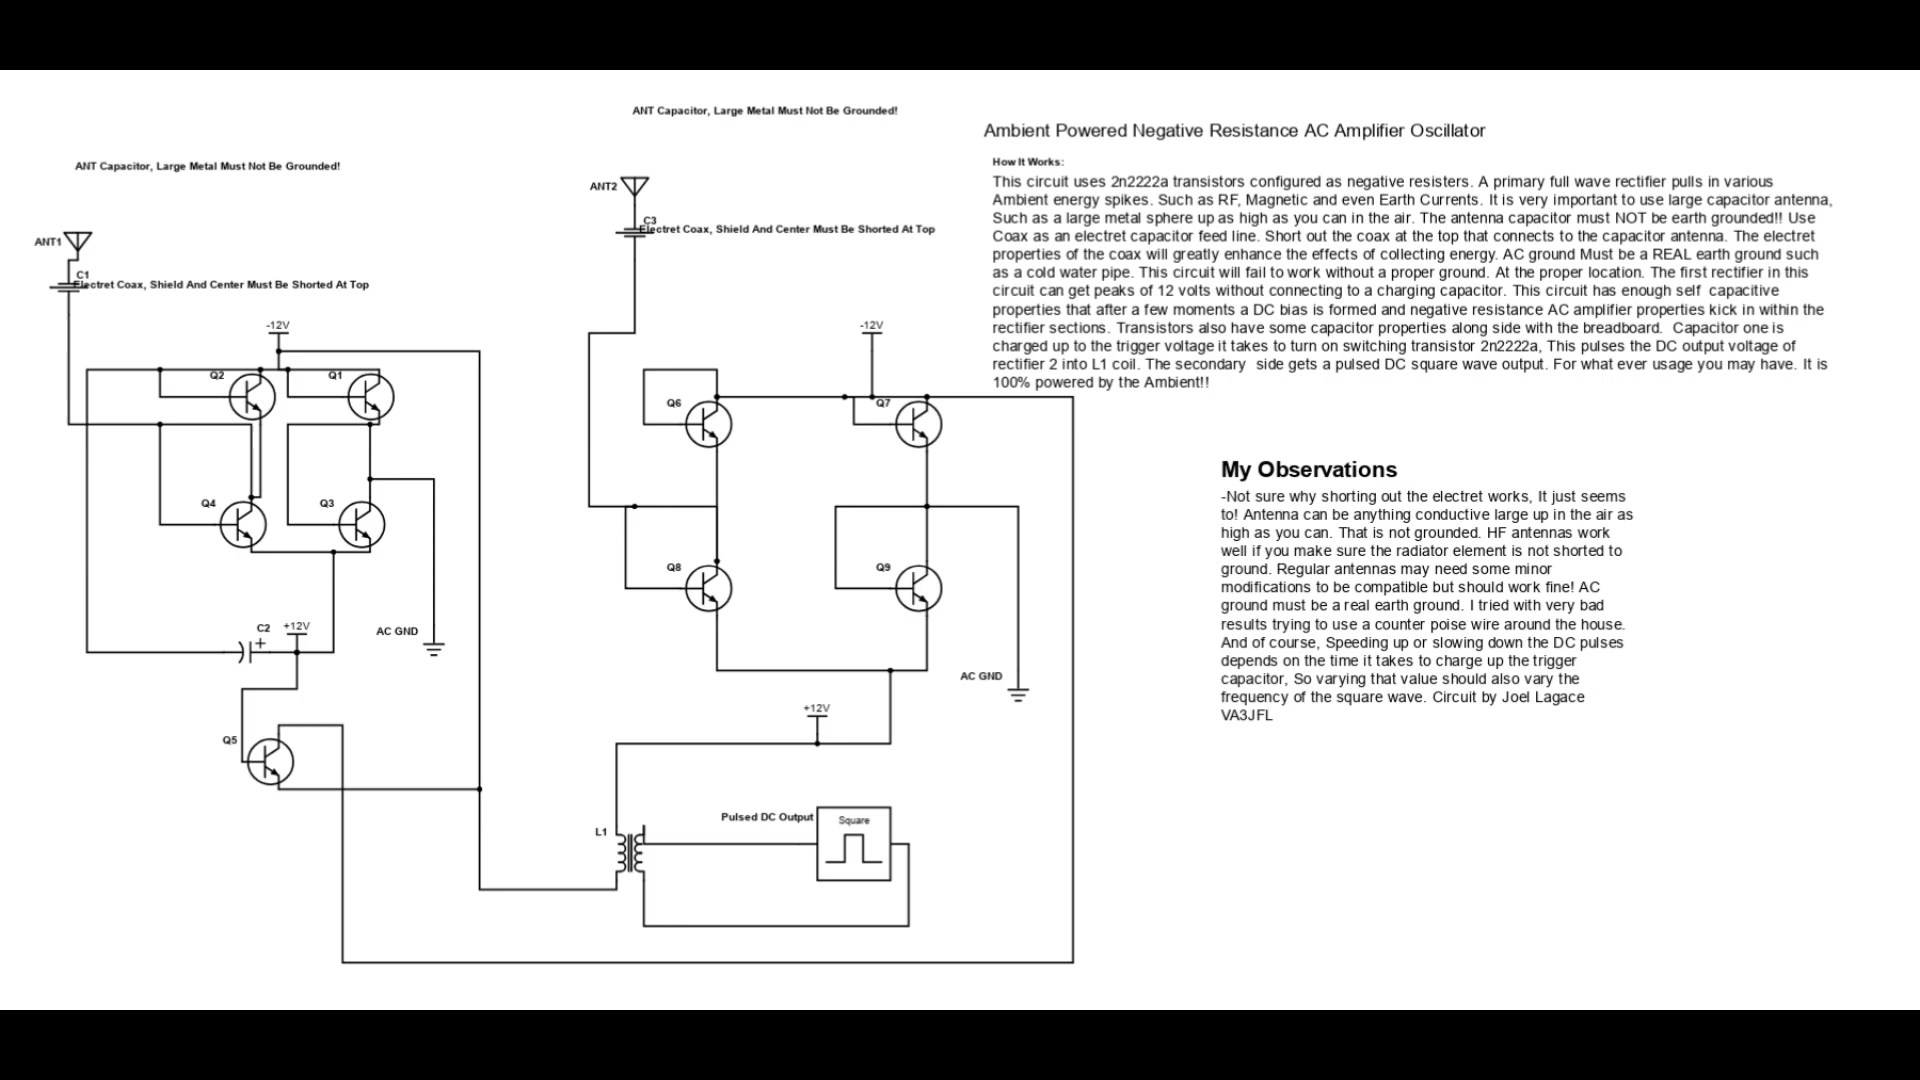 ANT Capacitor, Large Metal Must Not Be Grounded!
ANT Capacitor, Large Metal Must Not Be Grounded!
ANT1
C1
Electret Coax, Shield And Center Must Be Shorted At Top
ANT2
C3
Electret Coax, Shield And Center Must Be Shorted At Top
-12V
Q2
Q1
Q4
Q3
C2
+
+12V
AC GND
Q5
-12V
Q6
Q7
Q8
Q9
AC GND
+12V
L1
Pulsed DC Output
Square
Ambient Powered Negative Resistance AC Amplifier Oscillator
How It Works:
This circuit uses 2n2222a transistors configured as negative resisters. A primary full wave rectifier pulls in various
Ambient energy spikes. Such as RF, Magnetic and even Earth Currents. It is very important to use large capacitor antenna,
Such as a large metal sphere up as high as you can in the air. The antenna capacitor must NOT be earth grounded!! Use
Coax as an electret capacitor feed line. Short out the coax at the top that connects to the capacitor antenna. The electret
properties of the coax will greatly enhance the effects of collecting energy. AC ground Must be a REAL earth ground such
as a cold water pipe. This circuit will fail to work without a proper ground. At the proper location. The first rectifier in this
circuit can get peaks of 12 volts without connecting to a charging capacitor. This circuit has enough self capacitive
properties that after a few moments a DC bias is formed and negative resistance AC amplifier properties kick in within the
rectifier sections. Transistors also have some capacitor properties along side with the breadboard. Capacitor one is
charged up to the trigger voltage it takes to turn on switching transistor 2n2222a, This pulses the DC output voltage of
rectifier 2 into L1 coil. The secondary side gets a pulsed DC square wave output. For what ever usage you may have. It is
100% powered by the Ambient!!
My Observations
-Not sure why shorting out the electret works, It just seems
to! Antenna can be anything conductive large up in the air as
high as you can. That is not grounded. HF antennas work
well if you make sure the radiator element is not shorted to
ground. Regular antennas may need some minor
modifications to be compatible but should work fine! AC
ground must be a real earth ground. I tried with very bad
results trying to use a counter poise wire around the house.
And of course, Speeding up or slowing down the DC pulses
depends on the time it takes to charge up the trigger
capacitor, So varying that value should also vary the
frequency of the square wave. Circuit by Joel Lagace
VA3JFL